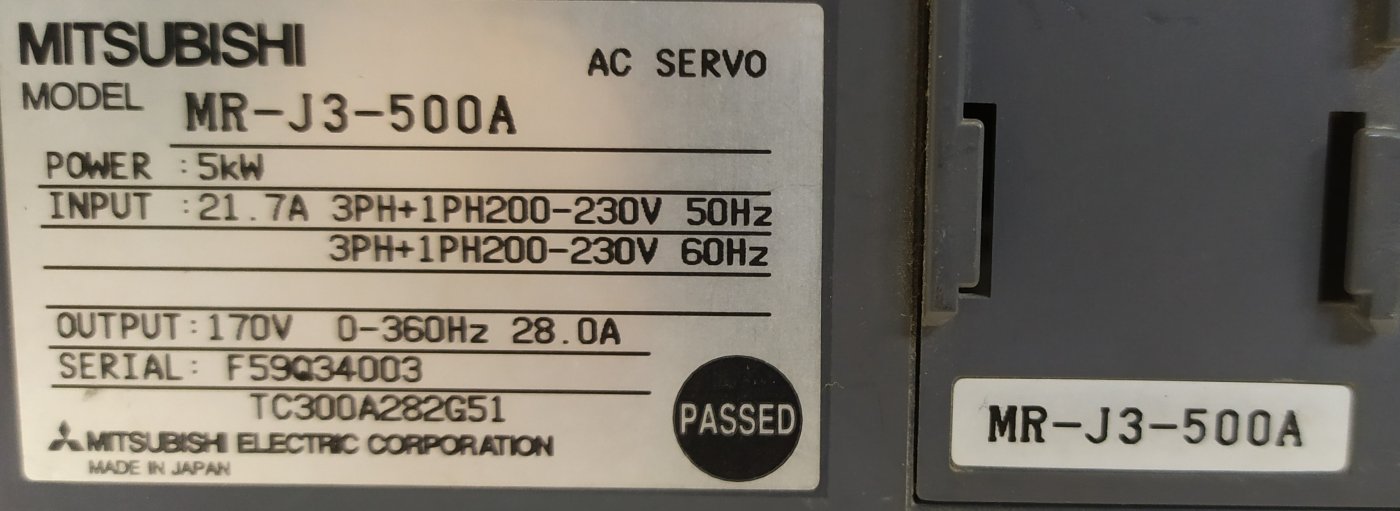 MITSUBISHI
AC SERVO
MODEL MR-J3-500A
POWER :5kW
INPUT :21.7A 3PH+1PH200-230V 50Hz
3PH+1PH200-230V 60Hz
OUTPUT:170V 0-360Hz 28.0A
SERIAL: F59Q34003
TC300A282G51
PASSED
MITSUBISHI ELECTRIC CORPORATION
MADE IN JAPAN
MR-J3-500A